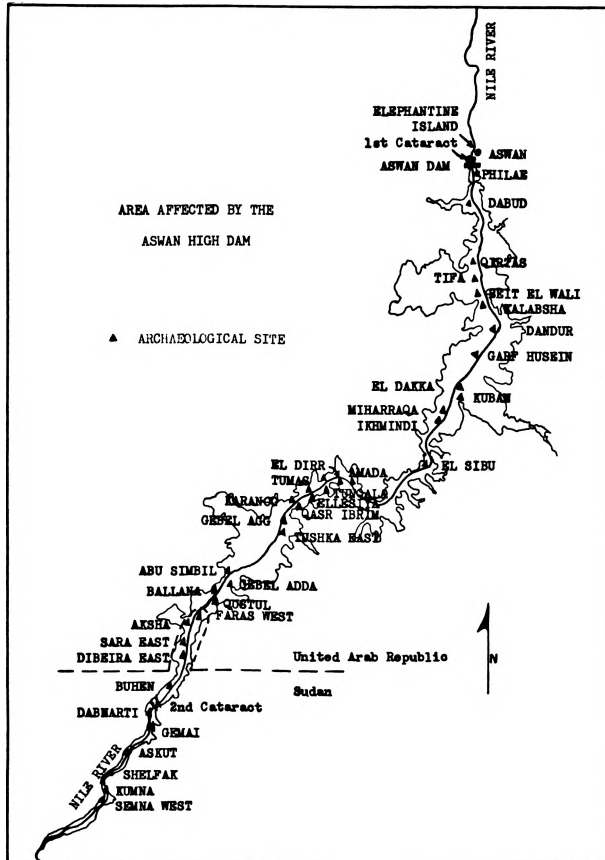 NILE RIVER
ELEPHANTINE
ISLAND
1st Cataract
ASWAN
ASWAN DAM
PHILAE
DABUD
AREA AFFECTED BY THE
ASWAN HIGH DAM
QIRTAS
TIFA
BEIT EL WALI
KALABSHA
DANDUR
ARCHAEOLOGICAL SITE
GARF HUSEIN
EL DAKKA
KUBAN
MIHARRAQA
IKHMINDI
EL SIBU
EL DIRR
AMADA
TUMAS
ELLESIYA
KARANOG
QASR IBRIM
GEBEL AGG
TUSHKA EAST
ABU SIMBIL
GEBEL ADDA
BALLANA
QUSTUL
FARAS WEST
AKSHA
SARA EAST
DIBEIRA EAST
United Arab Republic
N
Sudan
BUHEN
2nd Cataract
DABNARTI
GEMAI
ASKUT
SHELFAK
NILE RIVER
KUMNA
SEMNA WEST